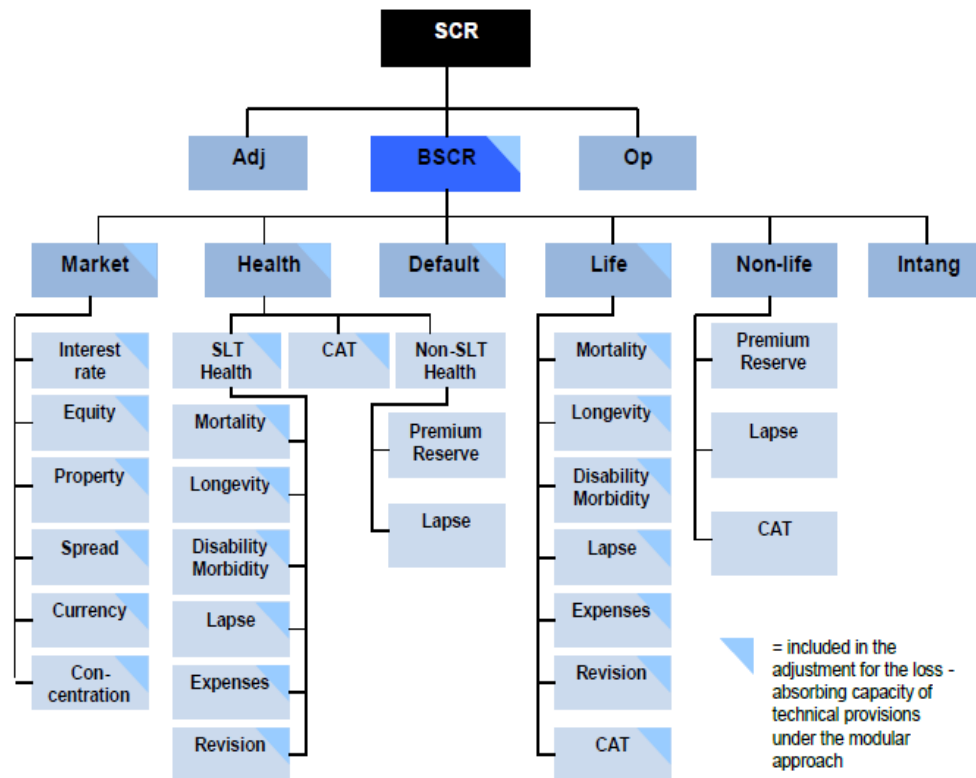 SCR
Adj
BSCR
Op
Market
Health
Default
Life
Non-life
Intang
Interest
rate
Equity
Property
Spread
Currency
Con-
centration
SLT
Health
Mortality
Longevity
Disability
Morbidity
Lapse
Expenses
Revision
CAT
Non-SLT
Health
Premium
Reserve
Lapse
Mortality
Longevity
Disability
Morbidity
Lapse
Expenses
Revision
CAT
Premium
Reserve
Lapse
CAT
= included in the
adjustment for the loss -
absorbing capacity of
technical provisions
under the modular
approach